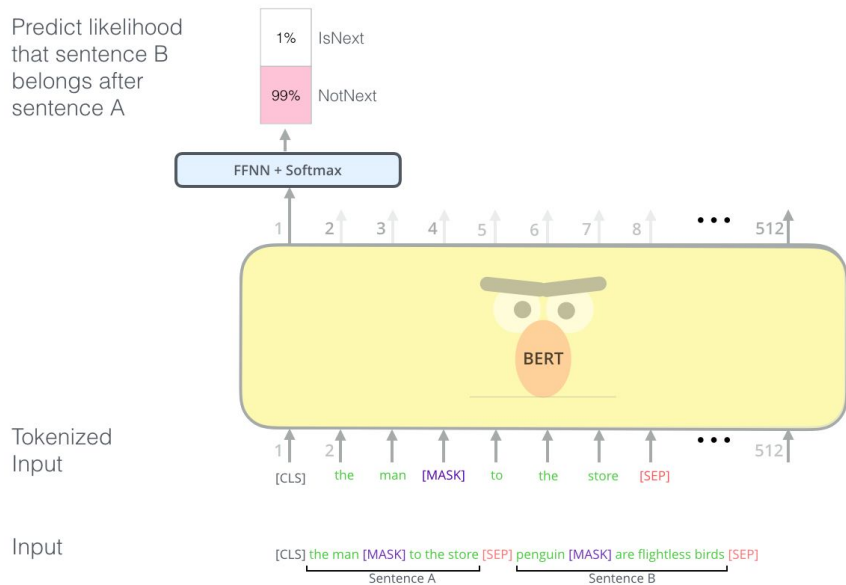 Predict likelihood
that sentence B
belongs after
sentence A
1% IsNext
99% NotNext
FFNN + Softmax
1 2 3 4 5 6 7 8 ••• 512
BERT
Tokenized
Input
1 2 ••• 512
[CLS] the man [MASK] to the store [SEP]
Input
[CLS] the man [MASK] to the store [SEP] penguin [MASK] are flightless birds [SEP]
Sentence A Sentence B